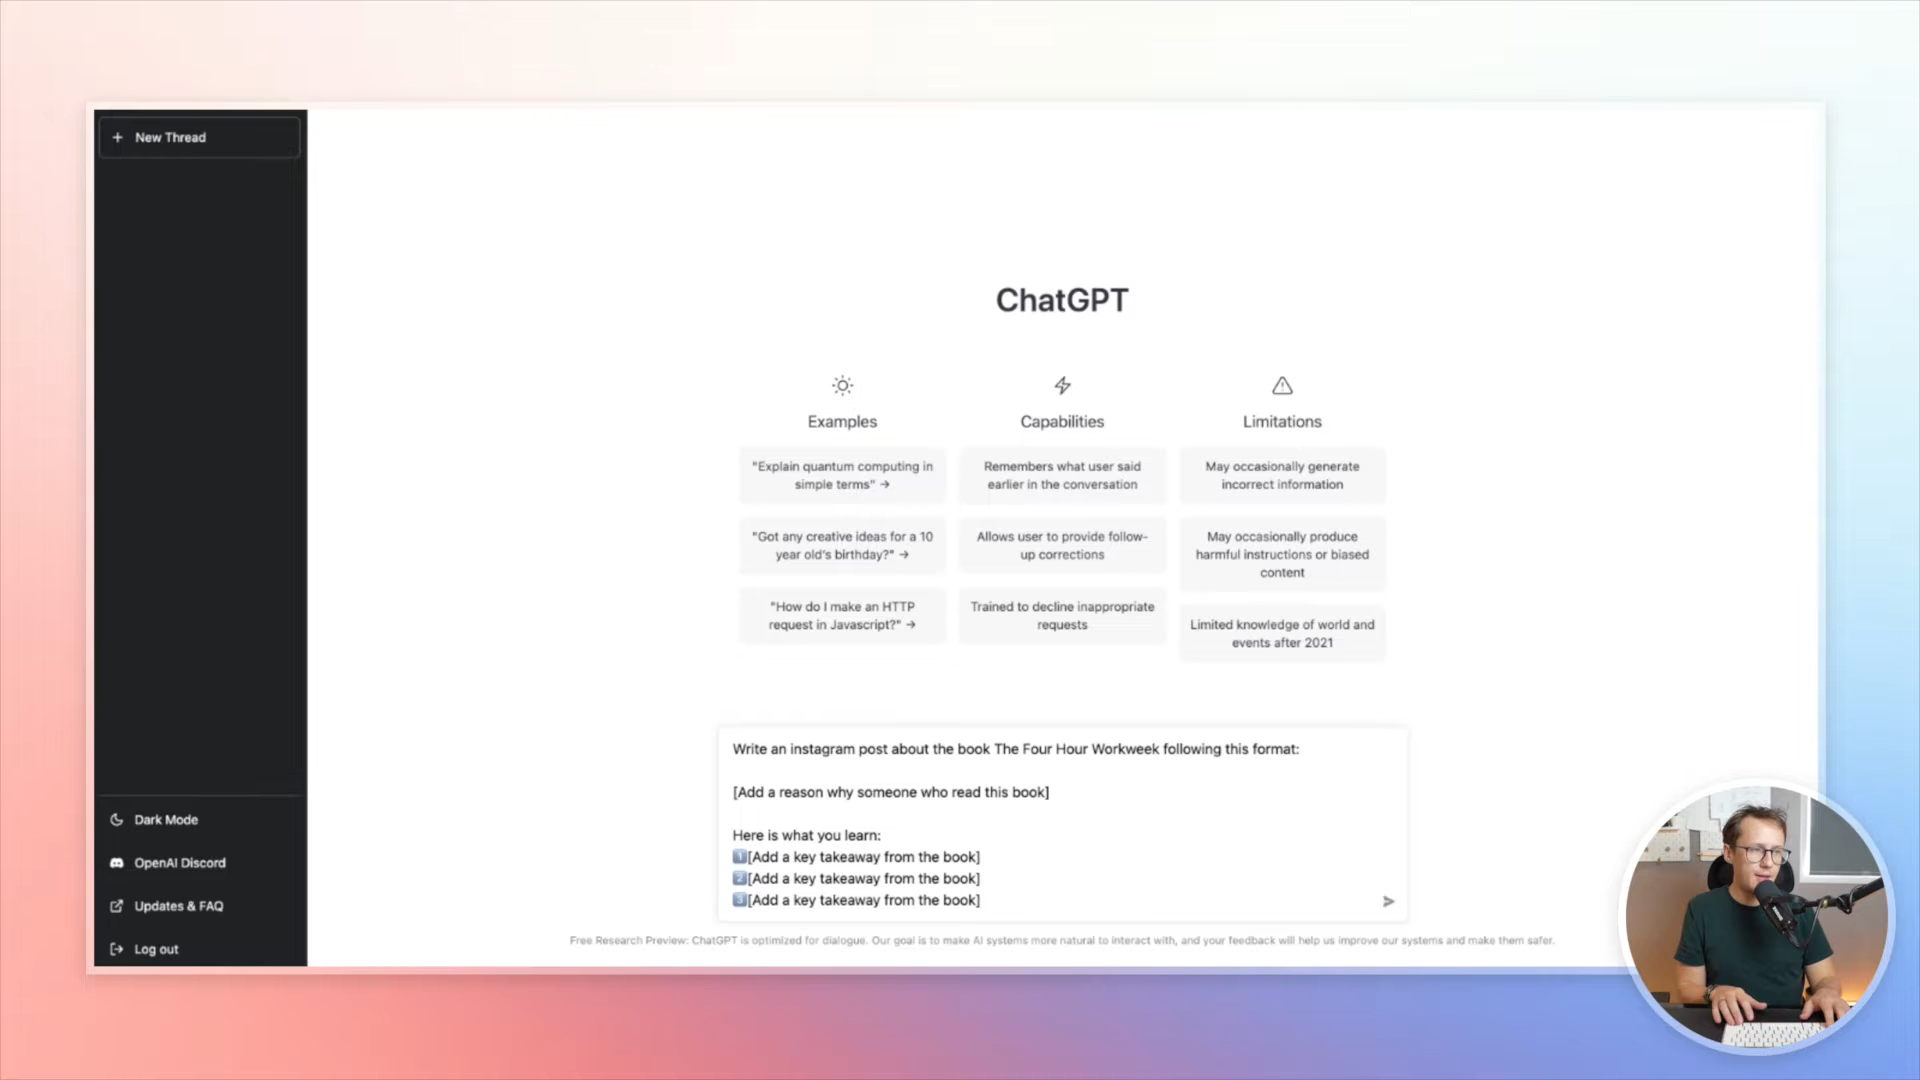 New Thread
ChatGPT
Examples
Capabilities
Limitations
"Explain quantum computing in
simple terms" →
Remembers what user said
earlier in the conversation
May occasionally generate
incorrect information
"Got any creative ideas for a 10
year old's birthday?" →
Allows user to provide follow-
up corrections
May occasionally produce
harmful instructions or biased
content
"How do I make an HTTP
request in Javascript?" →
Trained to decline inappropriate
requests
Limited knowledge of world and
events after 2021
Write an instagram post about the book The Four Hour Workweek following this format:
[Add a reason why someone who read this book]
Here is what you learn:
1️⃣[Add a key takeaway from the book]
2️⃣[Add a key takeaway from the book]
3️⃣[Add a key takeaway from the book]
Free Research Preview: ChatGPT is optimized for dialogue. Our goal is to make AI systems more natural to interact with, and your feedback will help us improve our systems and make them safer.
Dark Mode
OpenAI Discord
Updates & FAQ
Log out